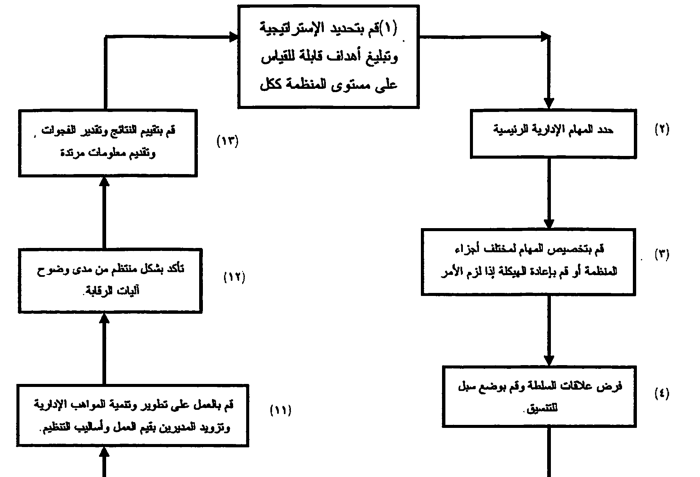 (١) قم بتحديد الإستراتيجية
وتبليغ أهداف قابلة للقياس
على مستوى المنظمة ككل
(٢)
حدد المهام الإدارية الرئيسية
(٣)
قم بتخصيص المهام لمختلف أجزاء
المنظمة أو قم بإعادة الهيكلة إذا لزم الأمر
(٤)
فرض علاقات السلطة وقم بوضع سبل
للتنسيق.
(١١)
قم بالعمل على تطوير وتنمية المواهب الإدارية
وتزويد المديرين بقيم العمل وأساليب التنظيم.
(١٢)
تأكد بشكل منتظم من مدى وضوح
آليات الرقابة.
(١٣)
قم بتقييم النتائج وتقدير الفجوات
وتقديم معلومات مرتدة